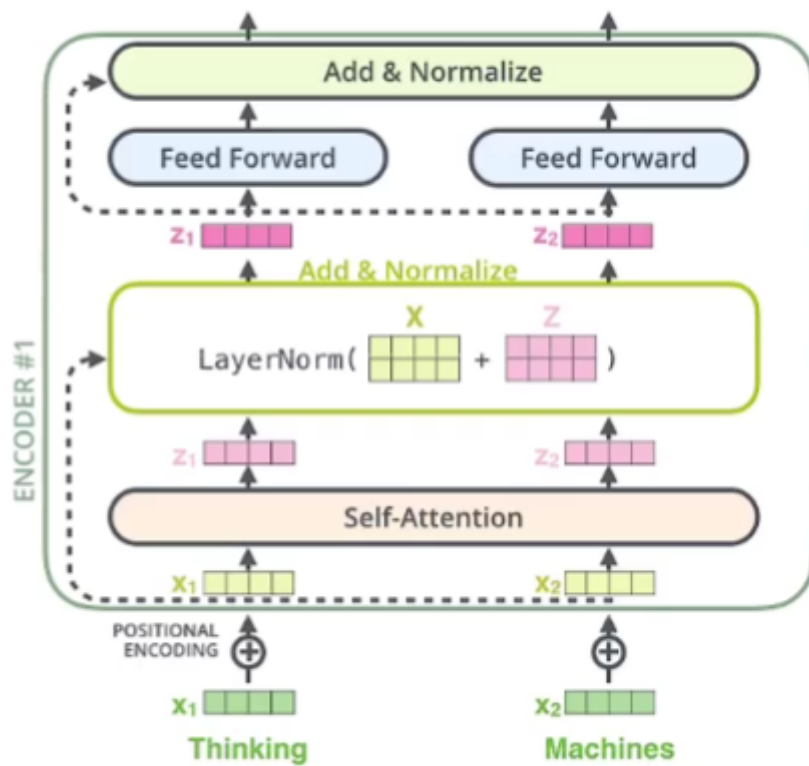 Add & Normalize
Feed Forward Feed Forward
z1 z2
Add & Normalize
X Z
LayerNorm( + )
ENCODER #1
z1 z2
Self-Attention
x1 x2
POSITIONAL
ENCODING
x1 x2
Thinking Machines